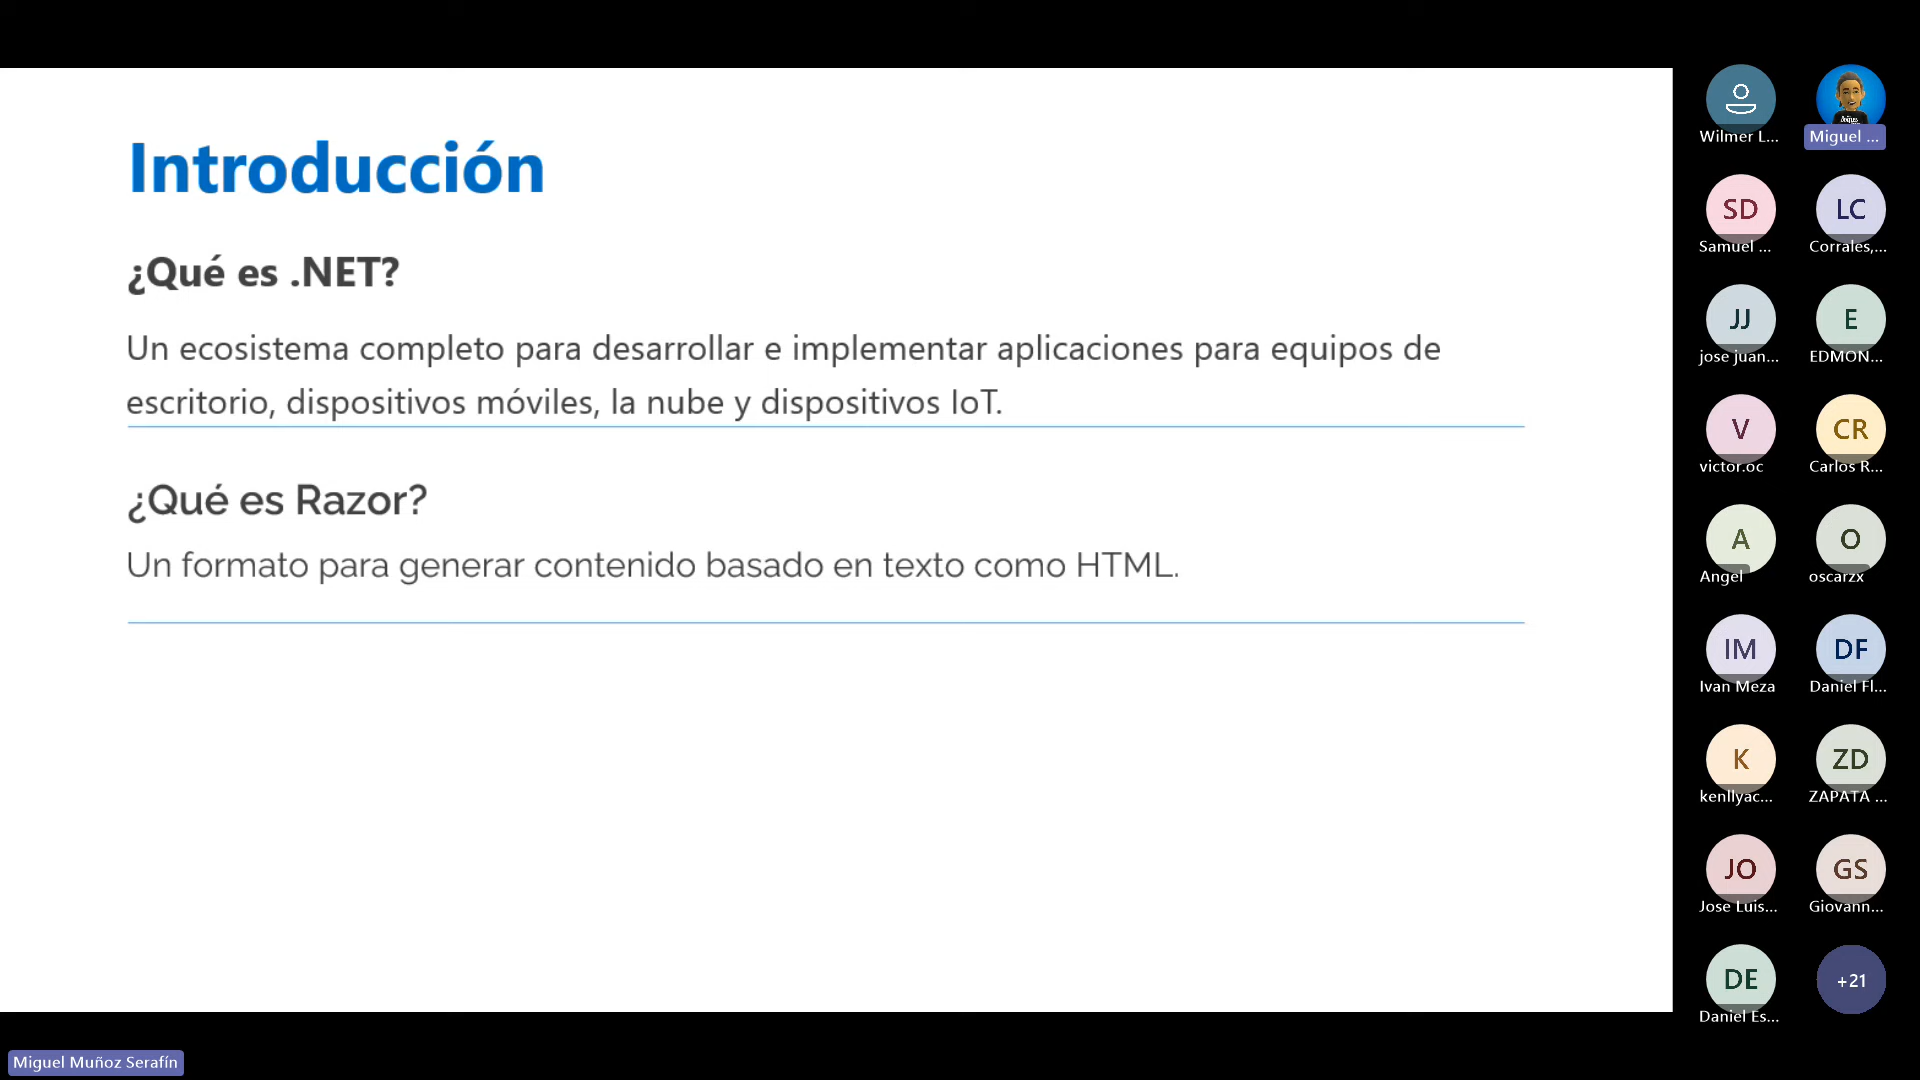 Introducción
¿Qué es .NET?
Un ecosistema completo para desarrollar e implementar aplicaciones para equipos de
escritorio, dispositivos móviles, la nube y dispositivos IoT.
¿Qué es Razor?
Un formato para generar contenido basado en texto como HTML.
Wilmer L...
Miguel ...
SD
Samuel ...
LC
Corrales,...
JJ
jose juan...
E
EDMON...
V
victor.oc
CR
Carlos R...
A
Angel
O
oscarzx
IM
Ivan Meza
DF
Daniel Fl...
K
kenllyac...
ZD
ZAPATA ...
JO
Jose Luis...
GS
Giovann...
DE
Daniel Es...
+21
Miguel Muñoz Serafín